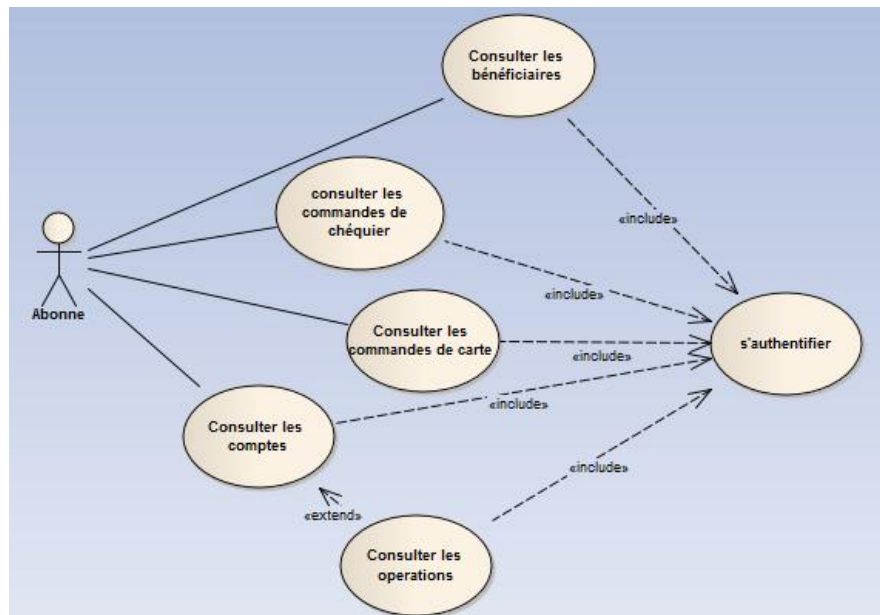 Consulter les
bénéficiaires
consulter les
commandes de
chéquier
«include»
Abonne
«include»
Consulter les
commandes de carte
«include»
s'authentifier
Consulter les
comptes
«include»
«include»
«extend»
Consulter les
operations